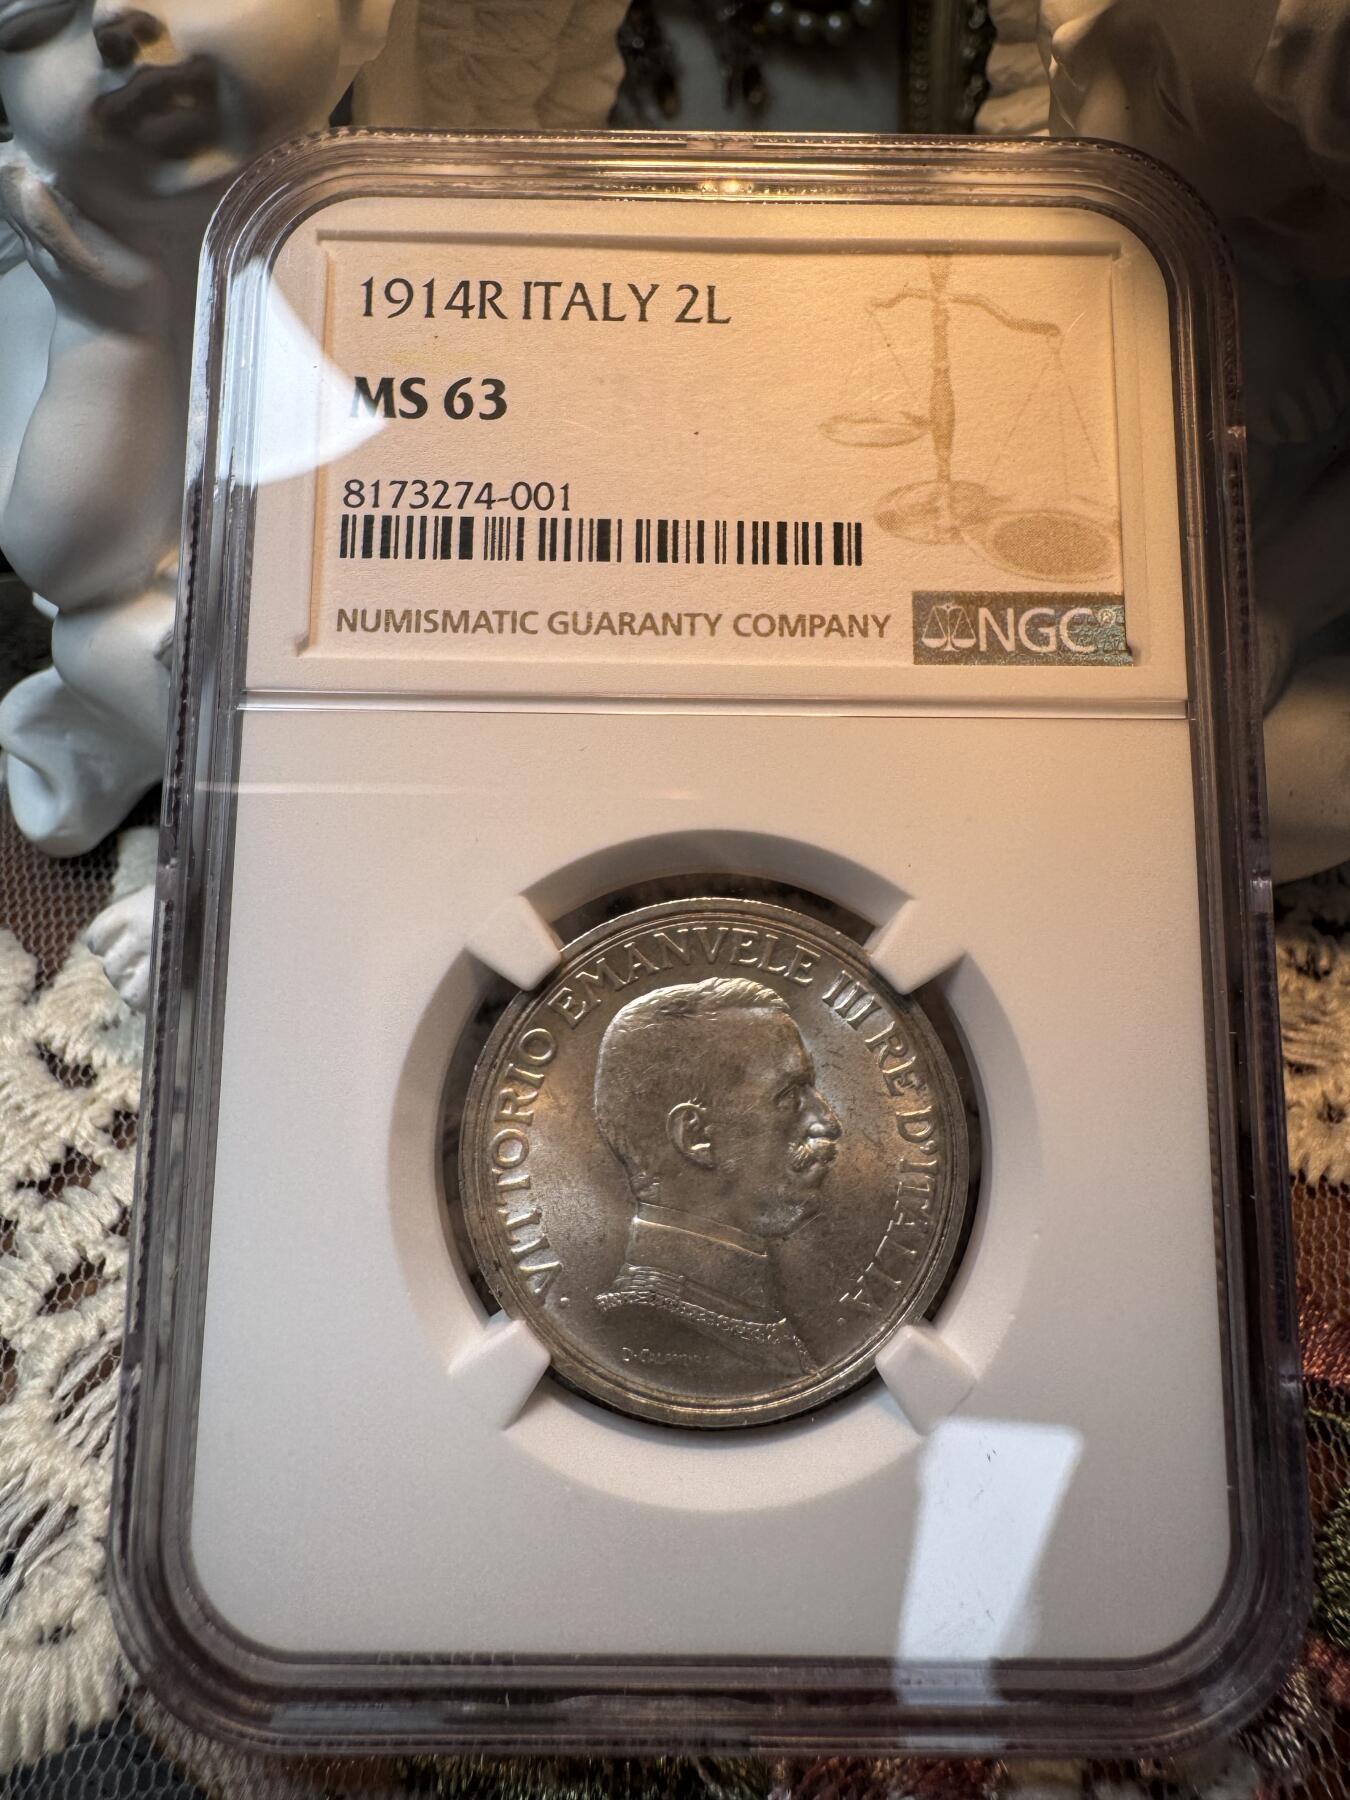 1914R ITALY 2L
MS 63
8173274-001
NUMISMATIC GUARANTY COMPANY
NGC®
· VITTORIO EMANVELE III RE D'ITALIA ·